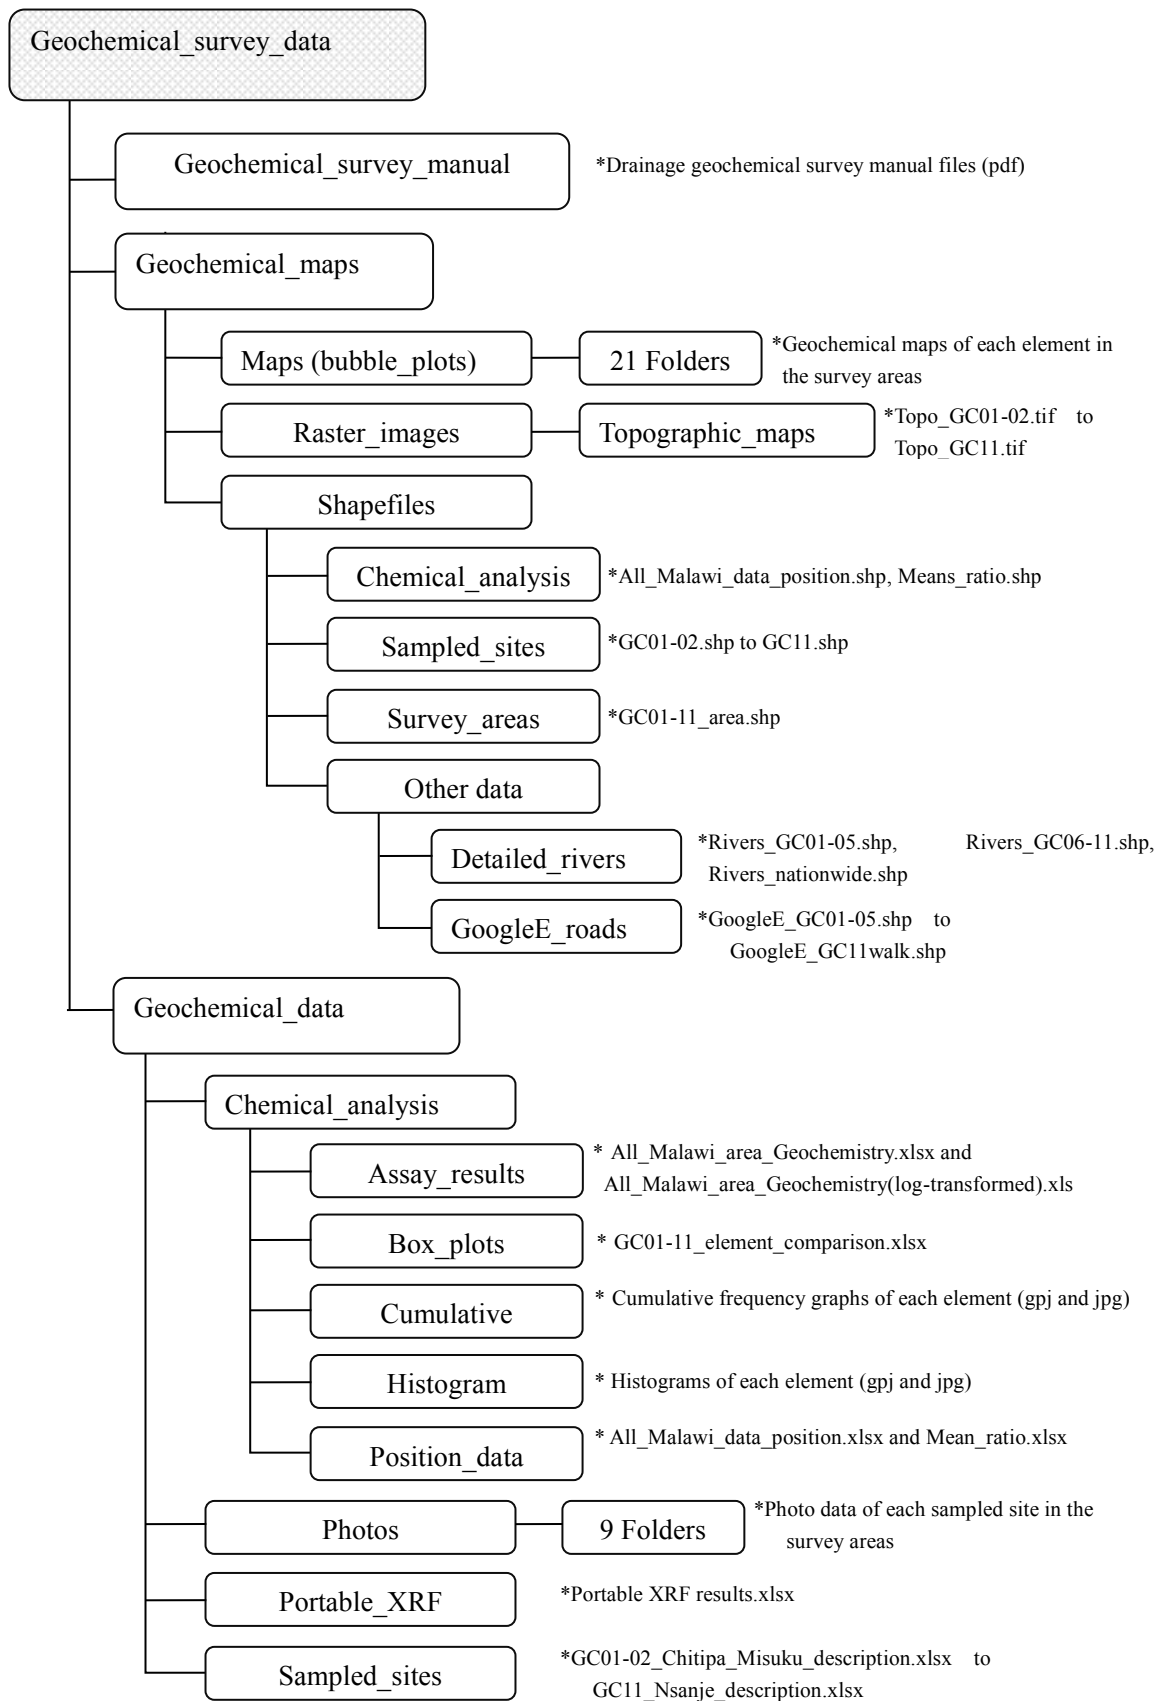 Geochemical_survey_data
Geochemical_survey_manual
*Drainage geochemical survey manual files (pdf)
Geochemical_maps
Maps (bubble_plots)
21 Folders
*Geochemical maps of each element in
the survey areas
Raster_images
Topographic_maps
*Topo_GC01-02.tif to
Topo_GC11.tif
Shapefiles
Chemical_analysis
*All_Malawi_data_position.shp, Means_ratio.shp
Sampled_sites
*GC01-02.shp to GC11.shp
Survey_areas
*GC01-11_area.shp
Other data
Detailed_rivers
*Rivers_GC01-05.shp, Rivers_GC06-11.shp,
Rivers_nationwide.shp
GoogleE_roads
*GoogleE_GC01-05.shp to
GoogleE_GC11walk.shp
Geochemical_data
Chemical_analysis
Assay_results
* All_Malawi_area_Geochemistry.xlsx and
All_Malawi_area_Geochemistry(log-transformed).xls
Box_plots
* GC01-11_element_comparison.xlsx
Cumulative
* Cumulative frequency graphs of each element (gpj and jpg)
Histogram
* Histograms of each element (gpj and jpg)
Position_data
* All_Malawi_data_position.xlsx and Mean_ratio.xlsx
Photos
9 Folders
*Photo data of each sampled site in the
survey areas
Portable_XRF
*Portable XRF results.xlsx
Sampled_sites
*GC01-02_Chitipa_Misuku_description.xlsx to
GC11_Nsanje_description.xlsx